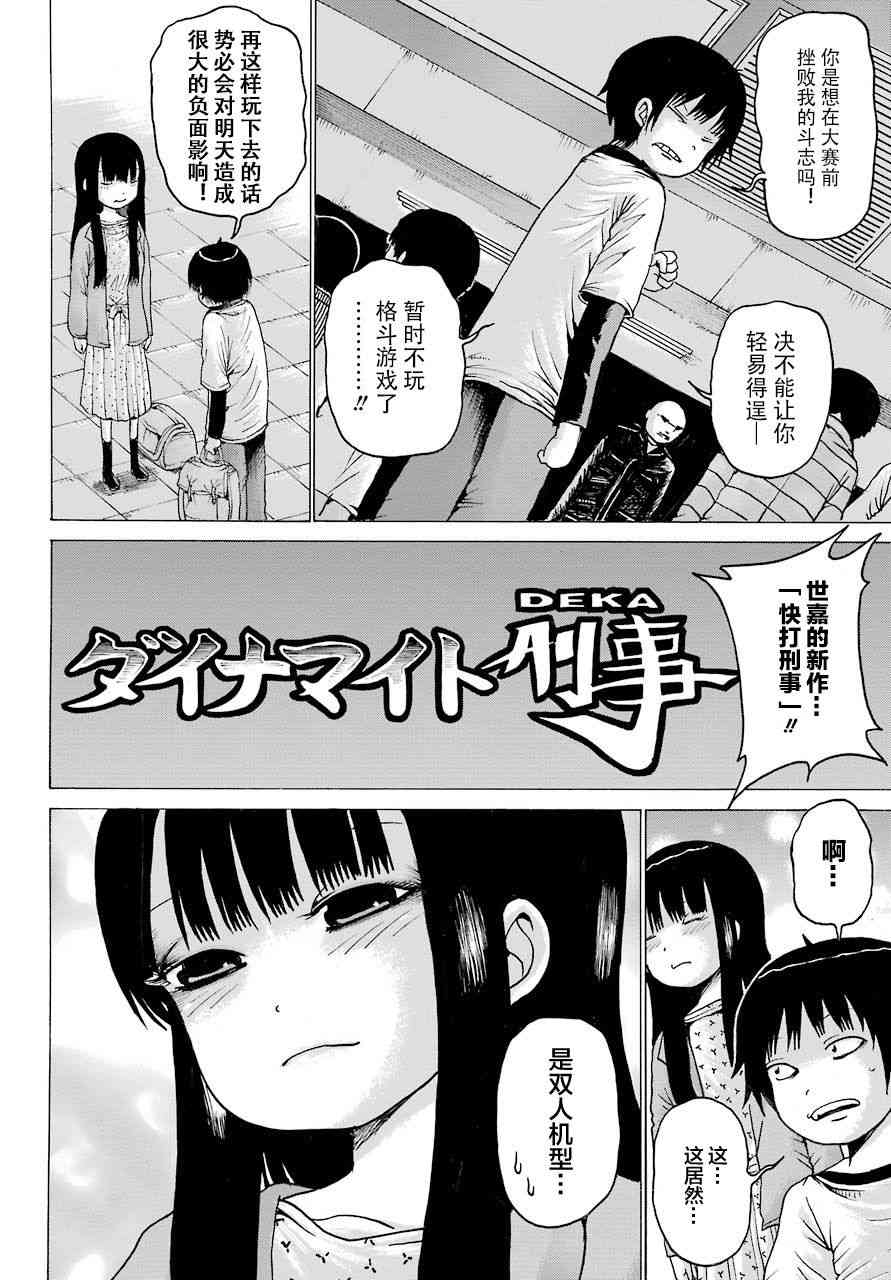 你是想在大赛前
挫败我的斗志吗！
决不能让你
轻易得逞—
暂时不玩
格斗游戏了
………!!
再这样玩下去的话
势必会对明天造成
很大的负面影响！
世嘉的新作…
「快打刑事」!!
DEKA
ダイナマイト刑事
啊…
这…
这居然…
是双人机型…